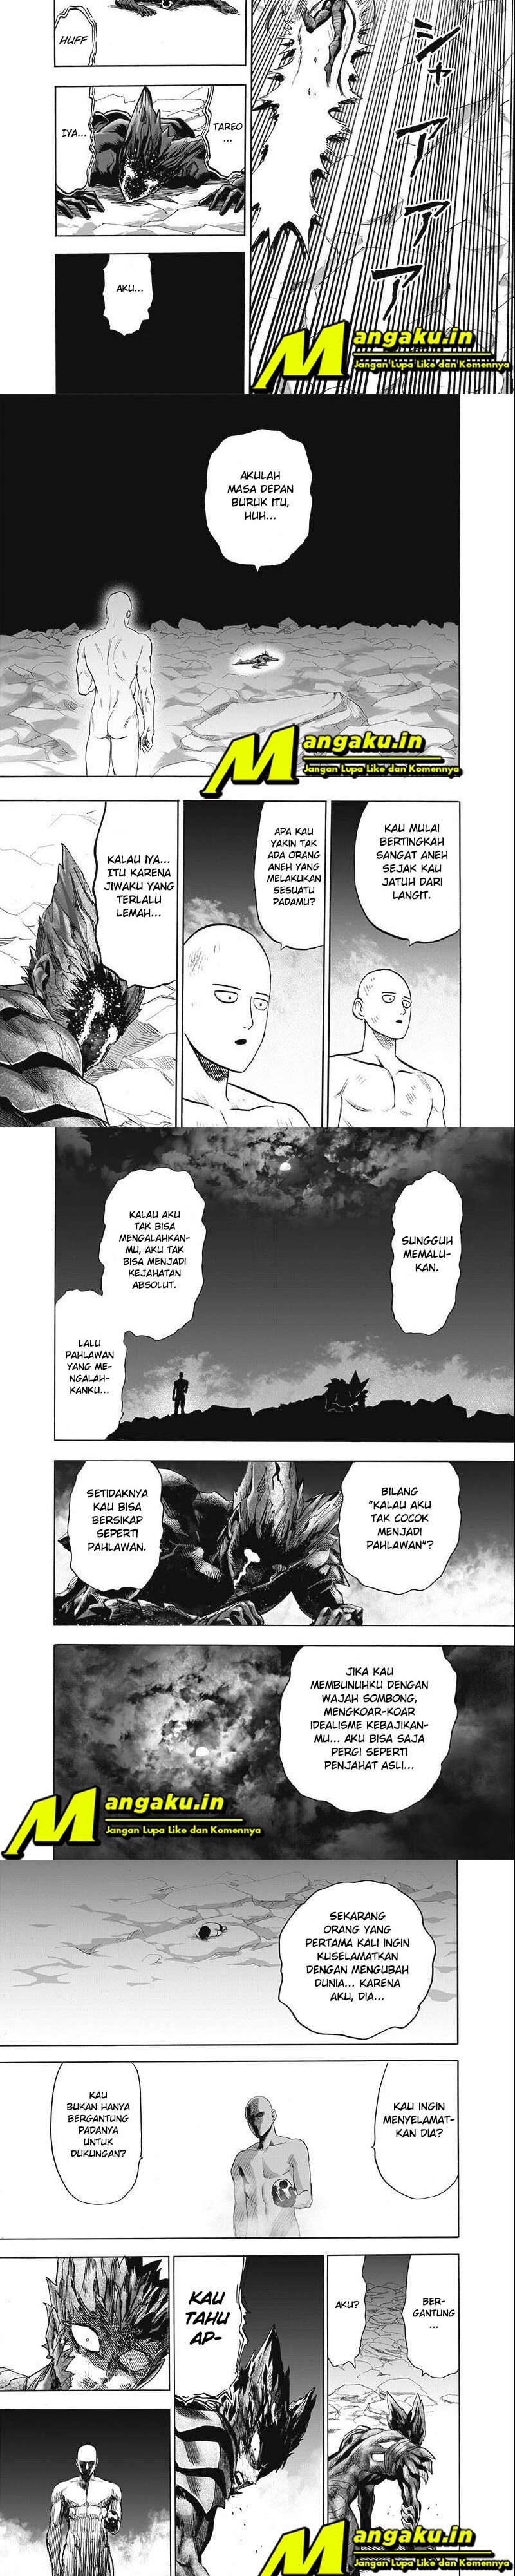 シャアアアア
HUFF
TAREO
...
IYA...
AKU...
Mangaku.in
Jangan Lupa Like dan Komennya
AKULAH
MASA DEPAN
BURUK ITU,
HUH...
Mangaku.in
Jangan Lupa Like dan Komennya
KAU MULAI
BERTINGKAH
SANGAT ANEH
SEJAK KAU
JATUH DARI
LANGIT.
APA KAU
YAKIN TAK
ADA ORANG
ANEH YANG
MELAKUKAN
SESUATU
PADAMU?
KALAU IYA...
ITU KARENA
JIWAKU YANG
TERLALU
LEMAH...
SUNGGUH
MEMALU-
KAN.
KALAU AKU
TAK BISA
MENGALAHKAN-
MU, AKU TAK
BISA MENJADI
KEJAHATAN
ABSOLUT.
LALU
PAHLAWAN
YANG ME-
NGALAH-
KANKU...
BILANG
"KALAU AKU
TAK COCOK
MENJADI
PAHLAWAN"?
SETIDAKNYA
KAU BISA
BERSIKAP
SEPERTI
PAHLAWAN.
JIKA KAU
MEMBUNUHKU DENGAN
WAJAH SOMBONG,
MENGKOAR-KOAR
IDEALISME KEBAJIKAN-
MU... AKU BISA SAJA
PERGI SEPERTI
PENJAHAT ASLI...
Mangaku.in
Jangan Lupa Like dan Komennya
SEKARANG
ORANG YANG
PERTAMA KALI INGIN
KUSELAMATKAN
DENGAN MENGUBAH
DUNIA... KARENA
AKU, DIA...
KAU INGIN
MENYELAMAT-
KAN DIA?
KAU
BUKAN HANYA
BERGANTUNG
PADANYA
UNTUK
DUKUNGAN?
BER-
GANTUNG
...
AKU?
KAU
TAHU
AP-
Mangaku.in
Jangan Lupa Like dan Komennya